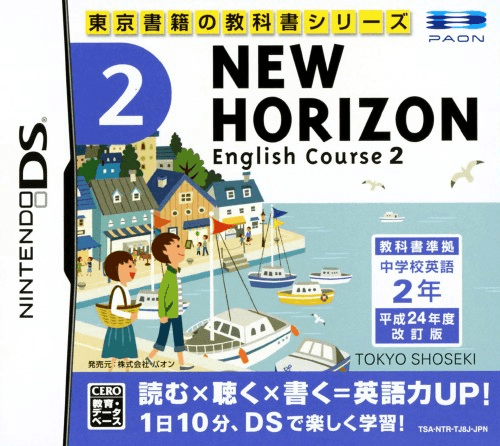 東京書籍の教科書シリーズ
PAON
2
NEW
HORIZON
English Course 2
NINTENDO DS
教科書準拠
中学校英語
2年
平成24年度
改訂版
TOKYO SHOSEKI
発売元:株式会社 パオン
CERO
教育・
データ
ベース
読む×聴く×書く=英語力UP!
1日10分、DSで楽しく学習!
TSA-NTR-TJ8J-JPN